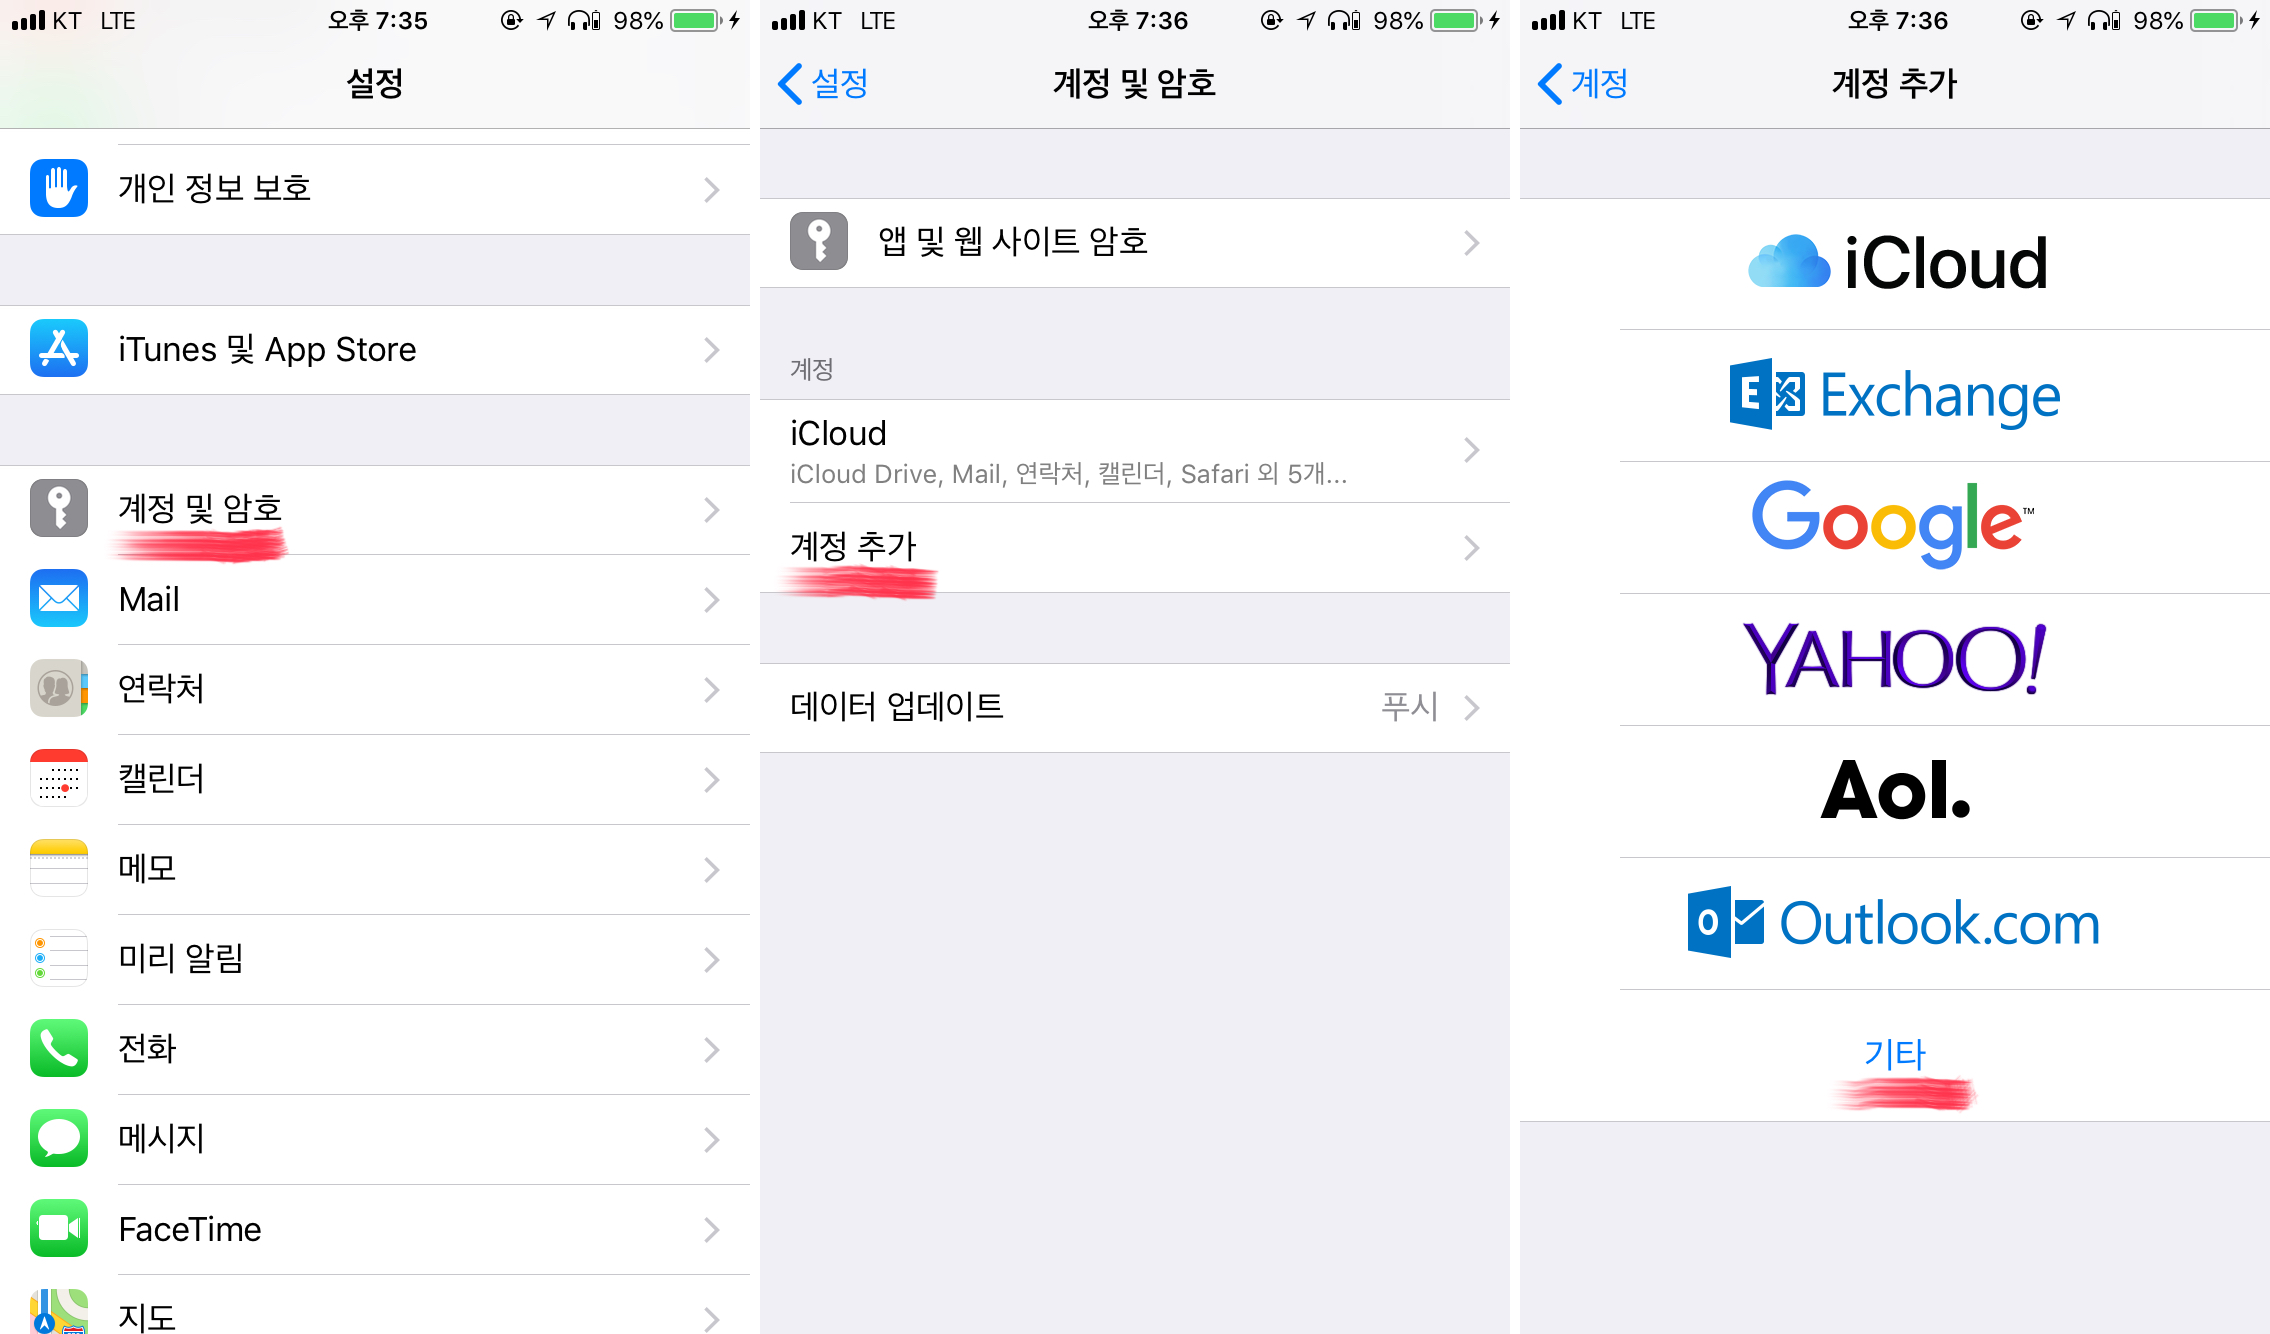 KT LTE 오후 7:35 98%
설정
개인 정보 보호
iTunes 및 App Store
계정 및 암호
Mail
연락처
캘린더
메모
미리 알림
전화
메시지
FaceTime
지도
KT LTE 오후 7:36 98%
설정 계정 및 암호
앱 및 웹 사이트 암호
계정
iCloud
iCloud Drive, Mail, 연락처, 캘린더, Safari 외 5개...
계정 추가
데이터 업데이트 푸시
KT LTE 오후 7:36 98%
계정 계정 추가
iCloud
E Exchange
Google™
YAHOO!
Aol.
O Outlook.com
기타